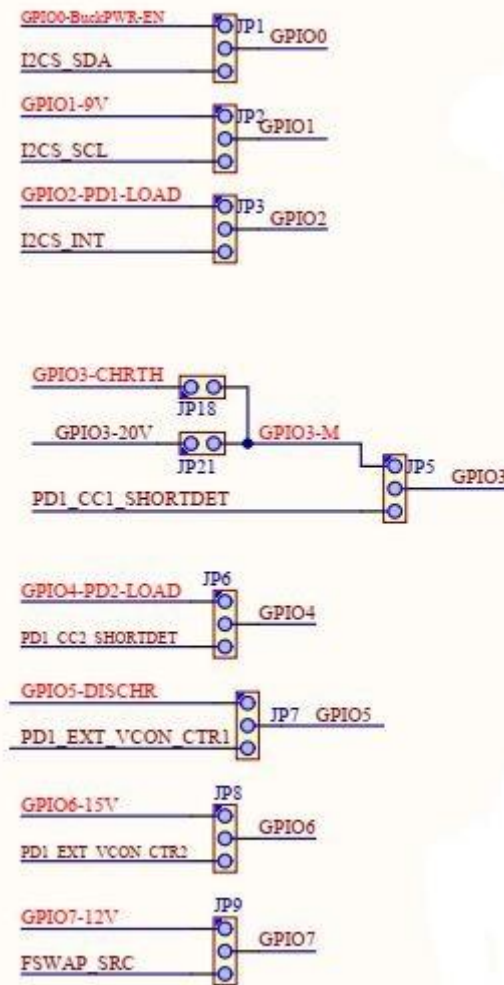 GPIO0-BuckPWR-EN
JP1
GPIO0
I2CS_SDA
GPIO1-9V
JP2
GPIO1
I2CS_SCL
GPIO2-PD1-LOAD
JP3
GPIO2
I2CS_INT
GPIO3-CHRTH
JP18
GPIO3-20V
GPIO3-M
JP21
JP5
GPIO3
PD1_CC1_SHORTDET
JP6
GPIO4-PD2-LOAD
GPIO4
PD1_CC2_SHORTDET
GPIO5-DISCHR
JP7 GPIO5
PD1_EXT_VCON_CTR1
JP8
GPIO6-15V
GPIO6
PD1_EXT_VCON_CTR2
JP9
GPIO7-12V
GPIO7
FSWAP_SRC